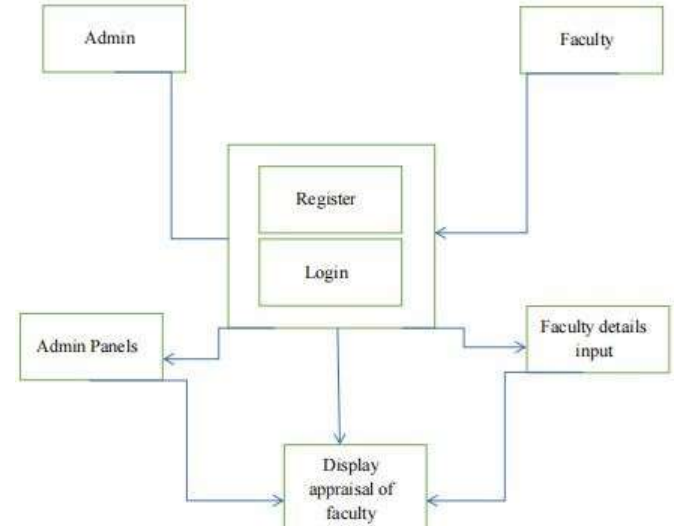 Admin
Faculty
Register
Login
Admin Panels
Faculty details
input
Display
appraisal of
faculty